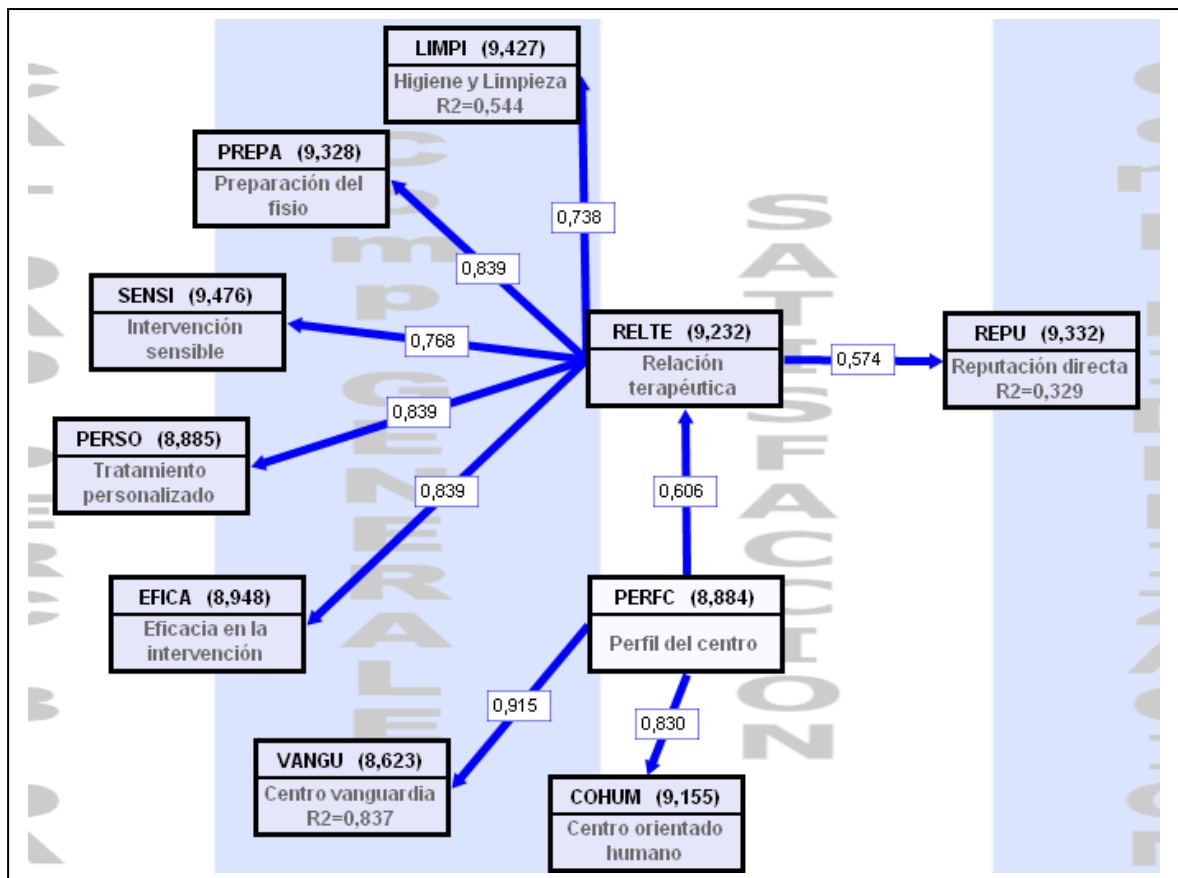 LIMPI (9,427)
Higiene y Limpieza
R2=0,544
PREPA (9,328)
Preparación del
fisio
0,738
0,839
SENSI (9,476)
Intervención
sensible
0,768
RELTE (9,232)
Relación
terapéutica
0,574
REPU (9,332)
Reputación directa
R2=0,329
0,839
PERSO (8,885)
Tratamiento
personalizado
0,839
0,606
EFICA (8,948)
Eficacia en la
intervención
PERFC (8,884)
Perfil del centro
0,915
0,830
VANGU (8,623)
Centro vanguardia
R2=0,837
COHUM (9,155)
Centro orientado
humano
SATISFACCION